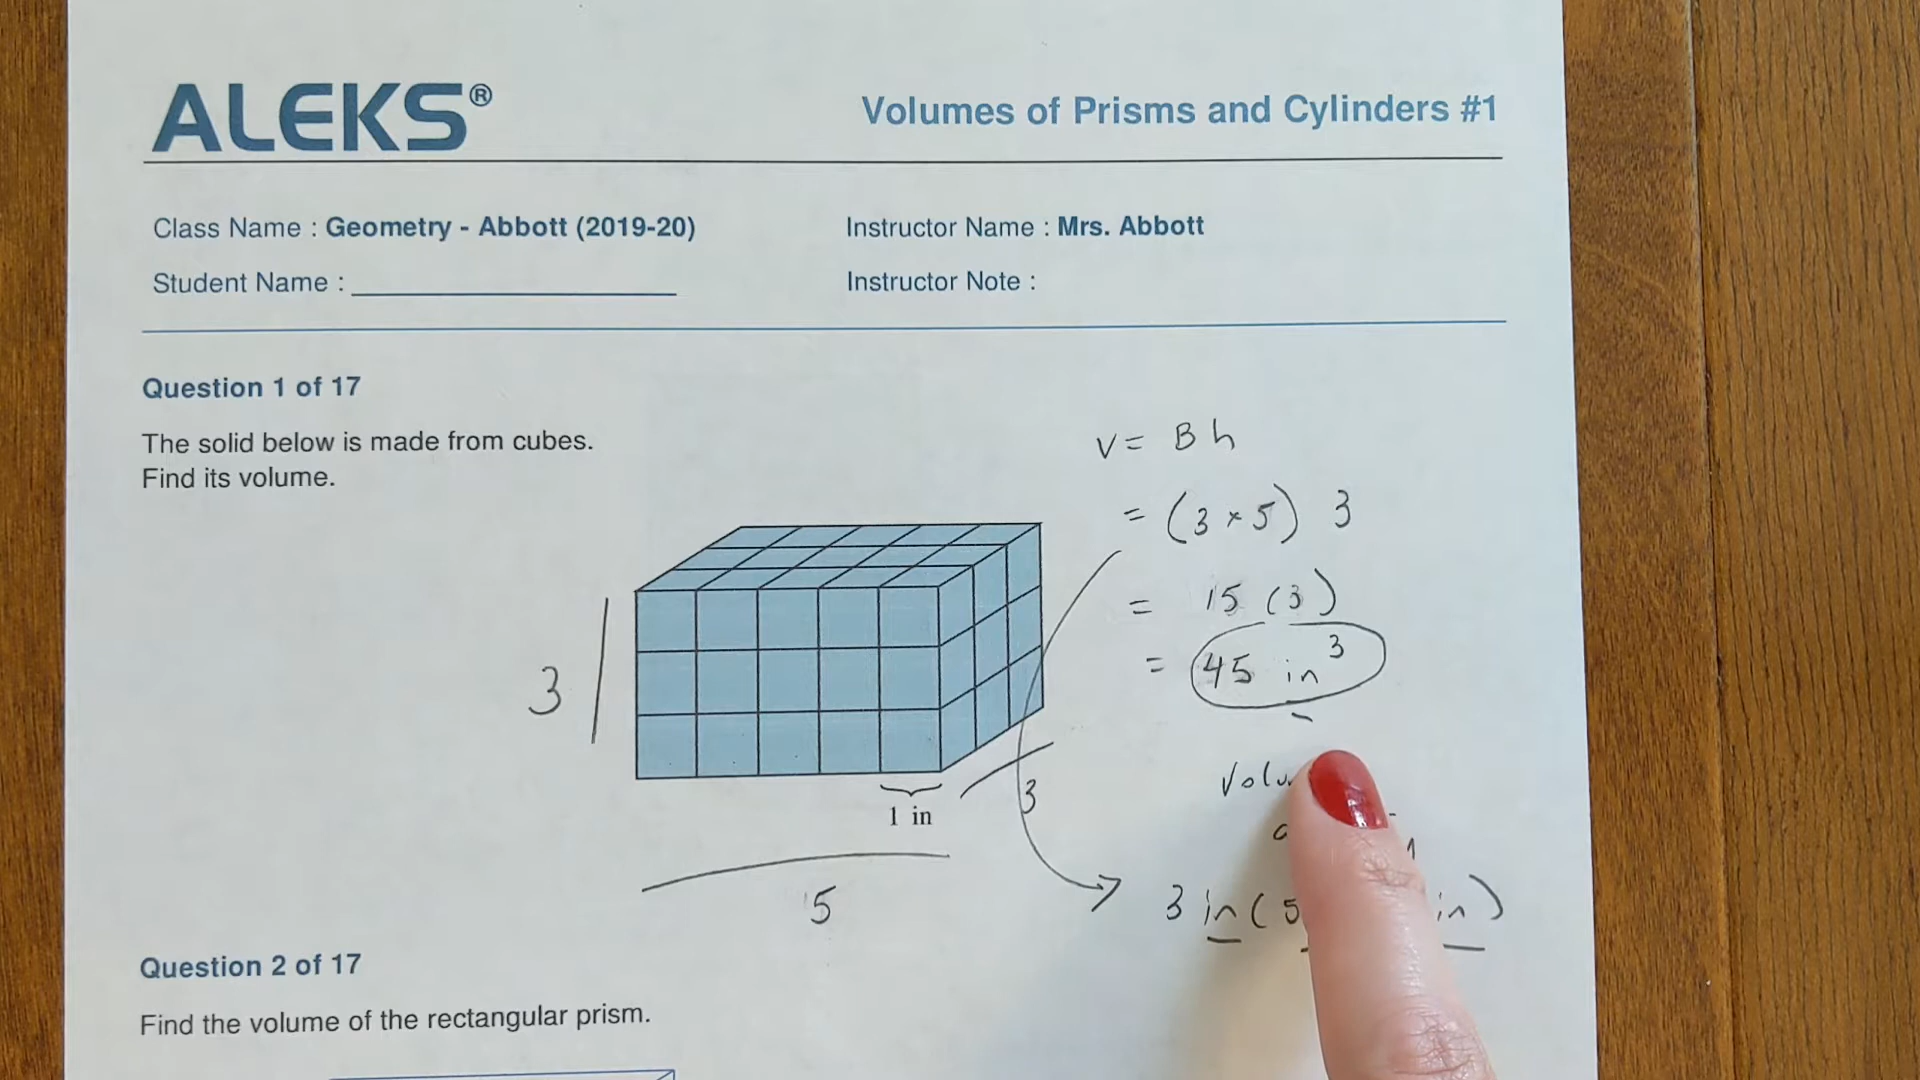 ALEKS®
Volumes of Prisms and Cylinders #1
Class Name : Geometry - Abbott (2019-20)
Instructor Name : Mrs. Abbott
Student Name :
Instructor Note :
Question 1 of 17
The solid below is made from cubes.
Find its volume.
V = B h
= (3 × 5) 3
= 15 (3)
= 45 in³
3
1 in
3
5
3 in ( 5
in )
Question 2 of 17
Find the volume of the rectangular prism.